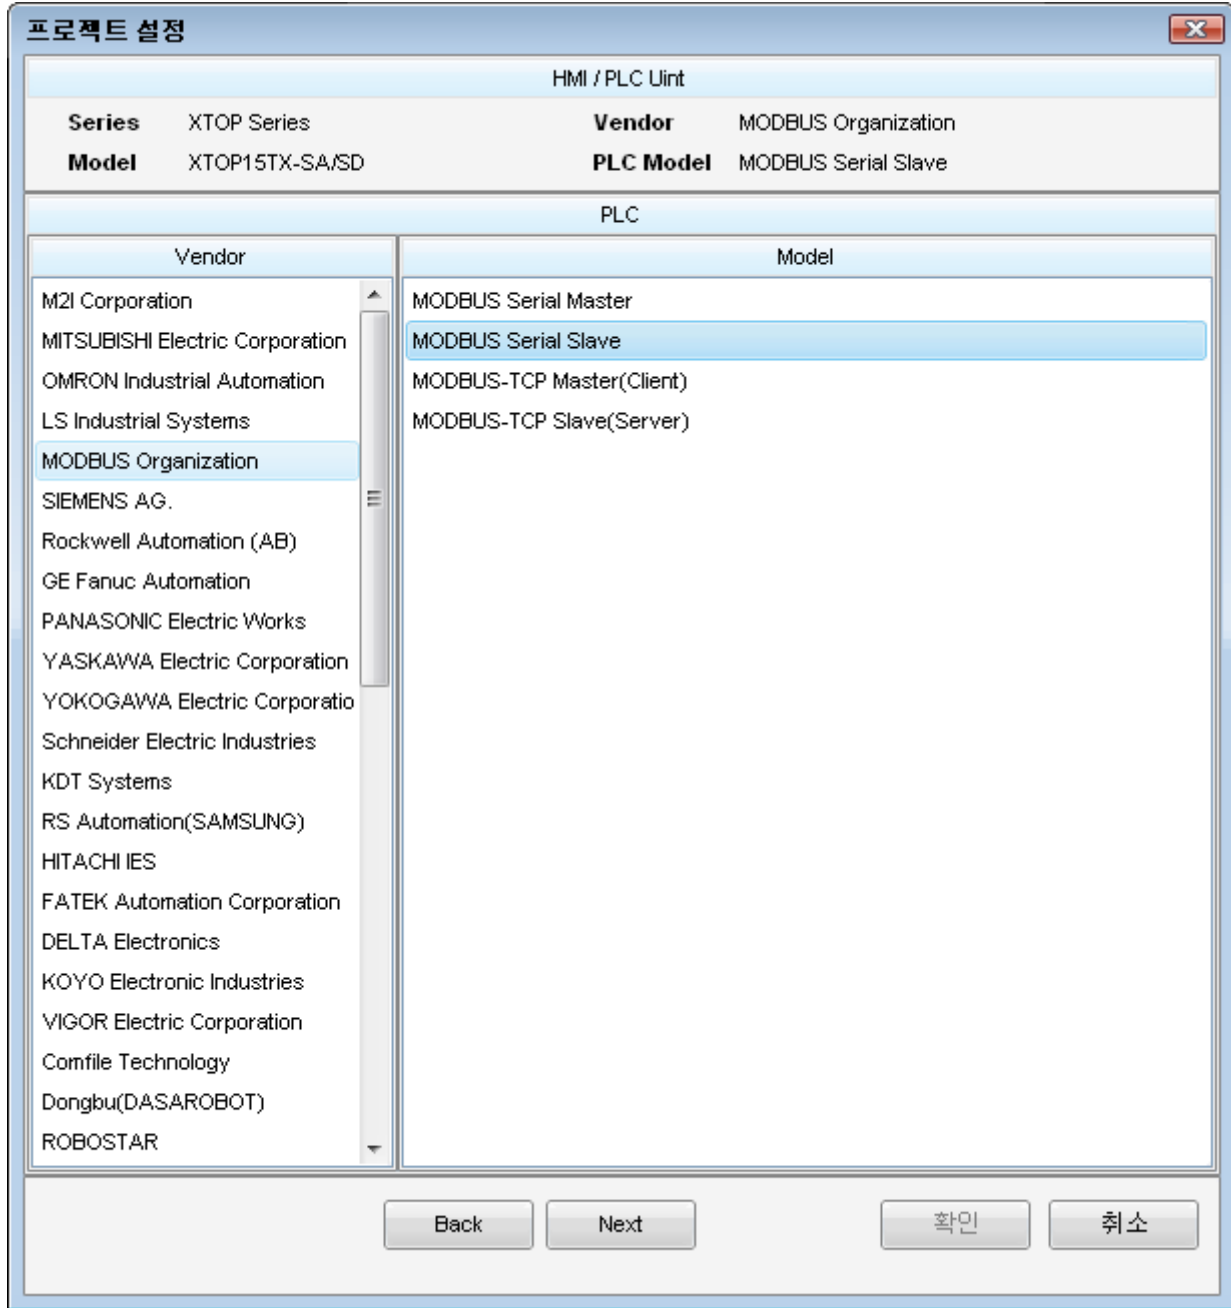 프로젝트 설정
HMI / PLC Uint
Series XTOP Series Vendor MODBUS Organization
Model XTOP15TX-SA/SD PLC Model MODBUS Serial Slave
PLC
Vendor Model
M2I Corporation MODBUS Serial Master
MITSUBISHI Electric Corporation MODBUS Serial Slave
OMRON Industrial Automation MODBUS-TCP Master(Client)
LS Industrial Systems MODBUS-TCP Slave(Server)
MODBUS Organization
SIEMENS AG.
Rockwell Automation (AB)
GE Fanuc Automation
PANASONIC Electric Works
YASKAWA Electric Corporation
YOKOGAWA Electric Corporatio
Schneider Electric Industries
KDT Systems
RS Automation(SAMSUNG)
HITACHI IES
FATEK Automation Corporation
DELTA Electronics
KOYO Electronic Industries
VIGOR Electric Corporation
Comfile Technology
Dongbu(DASAROBOT)
ROBOSTAR
Back Next 확인 취소